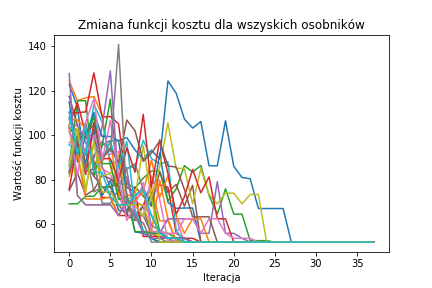 Zmiana funkcji kosztu dla wszyskich osobników
140
120
100
80
60
Wartość funkcji kosztu
0 5 10 15 20 25 30 35
Iteracja